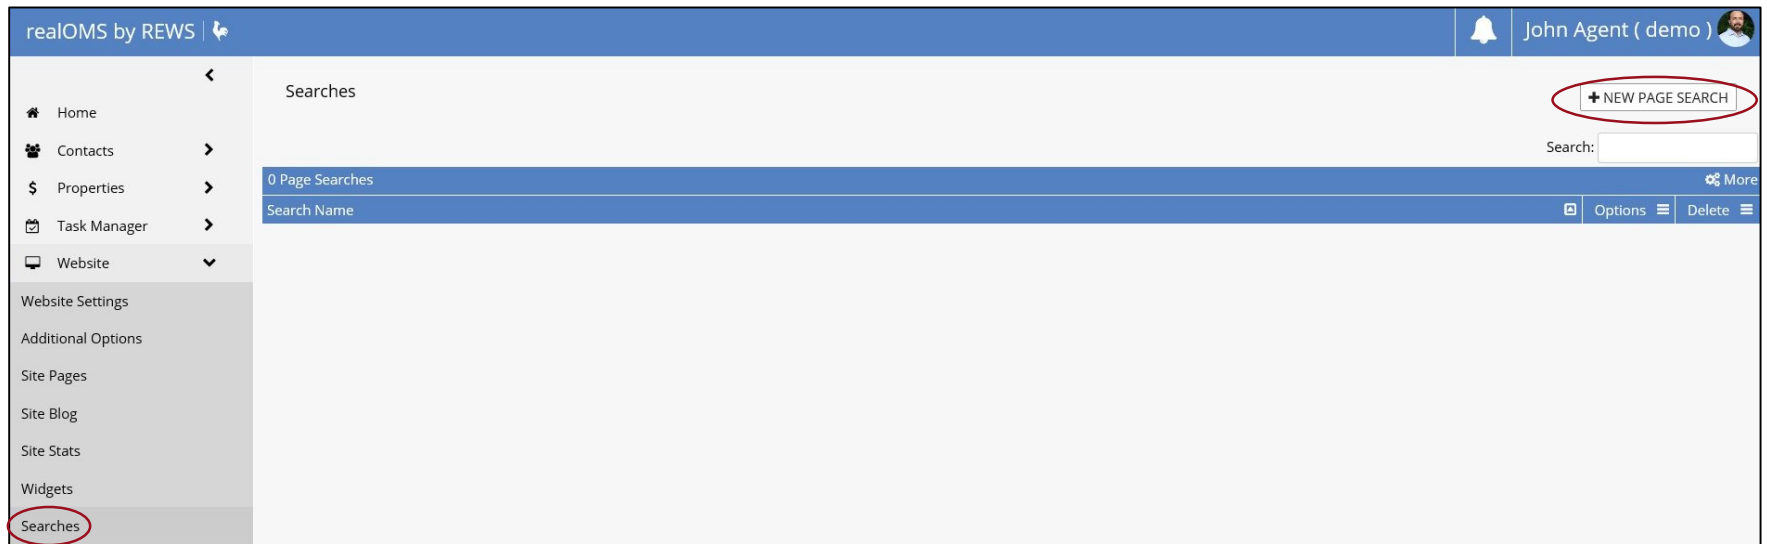 realOMS by REWS
John Agent ( demo )
Home
Contacts
Properties
Task Manager
Website
Website Settings
Additional Options
Site Pages
Site Blog
Site Stats
Widgets
Searches
Searches
NEW PAGE SEARCH
Search:
0 Page Searches
More
Search Name
Options
Delete